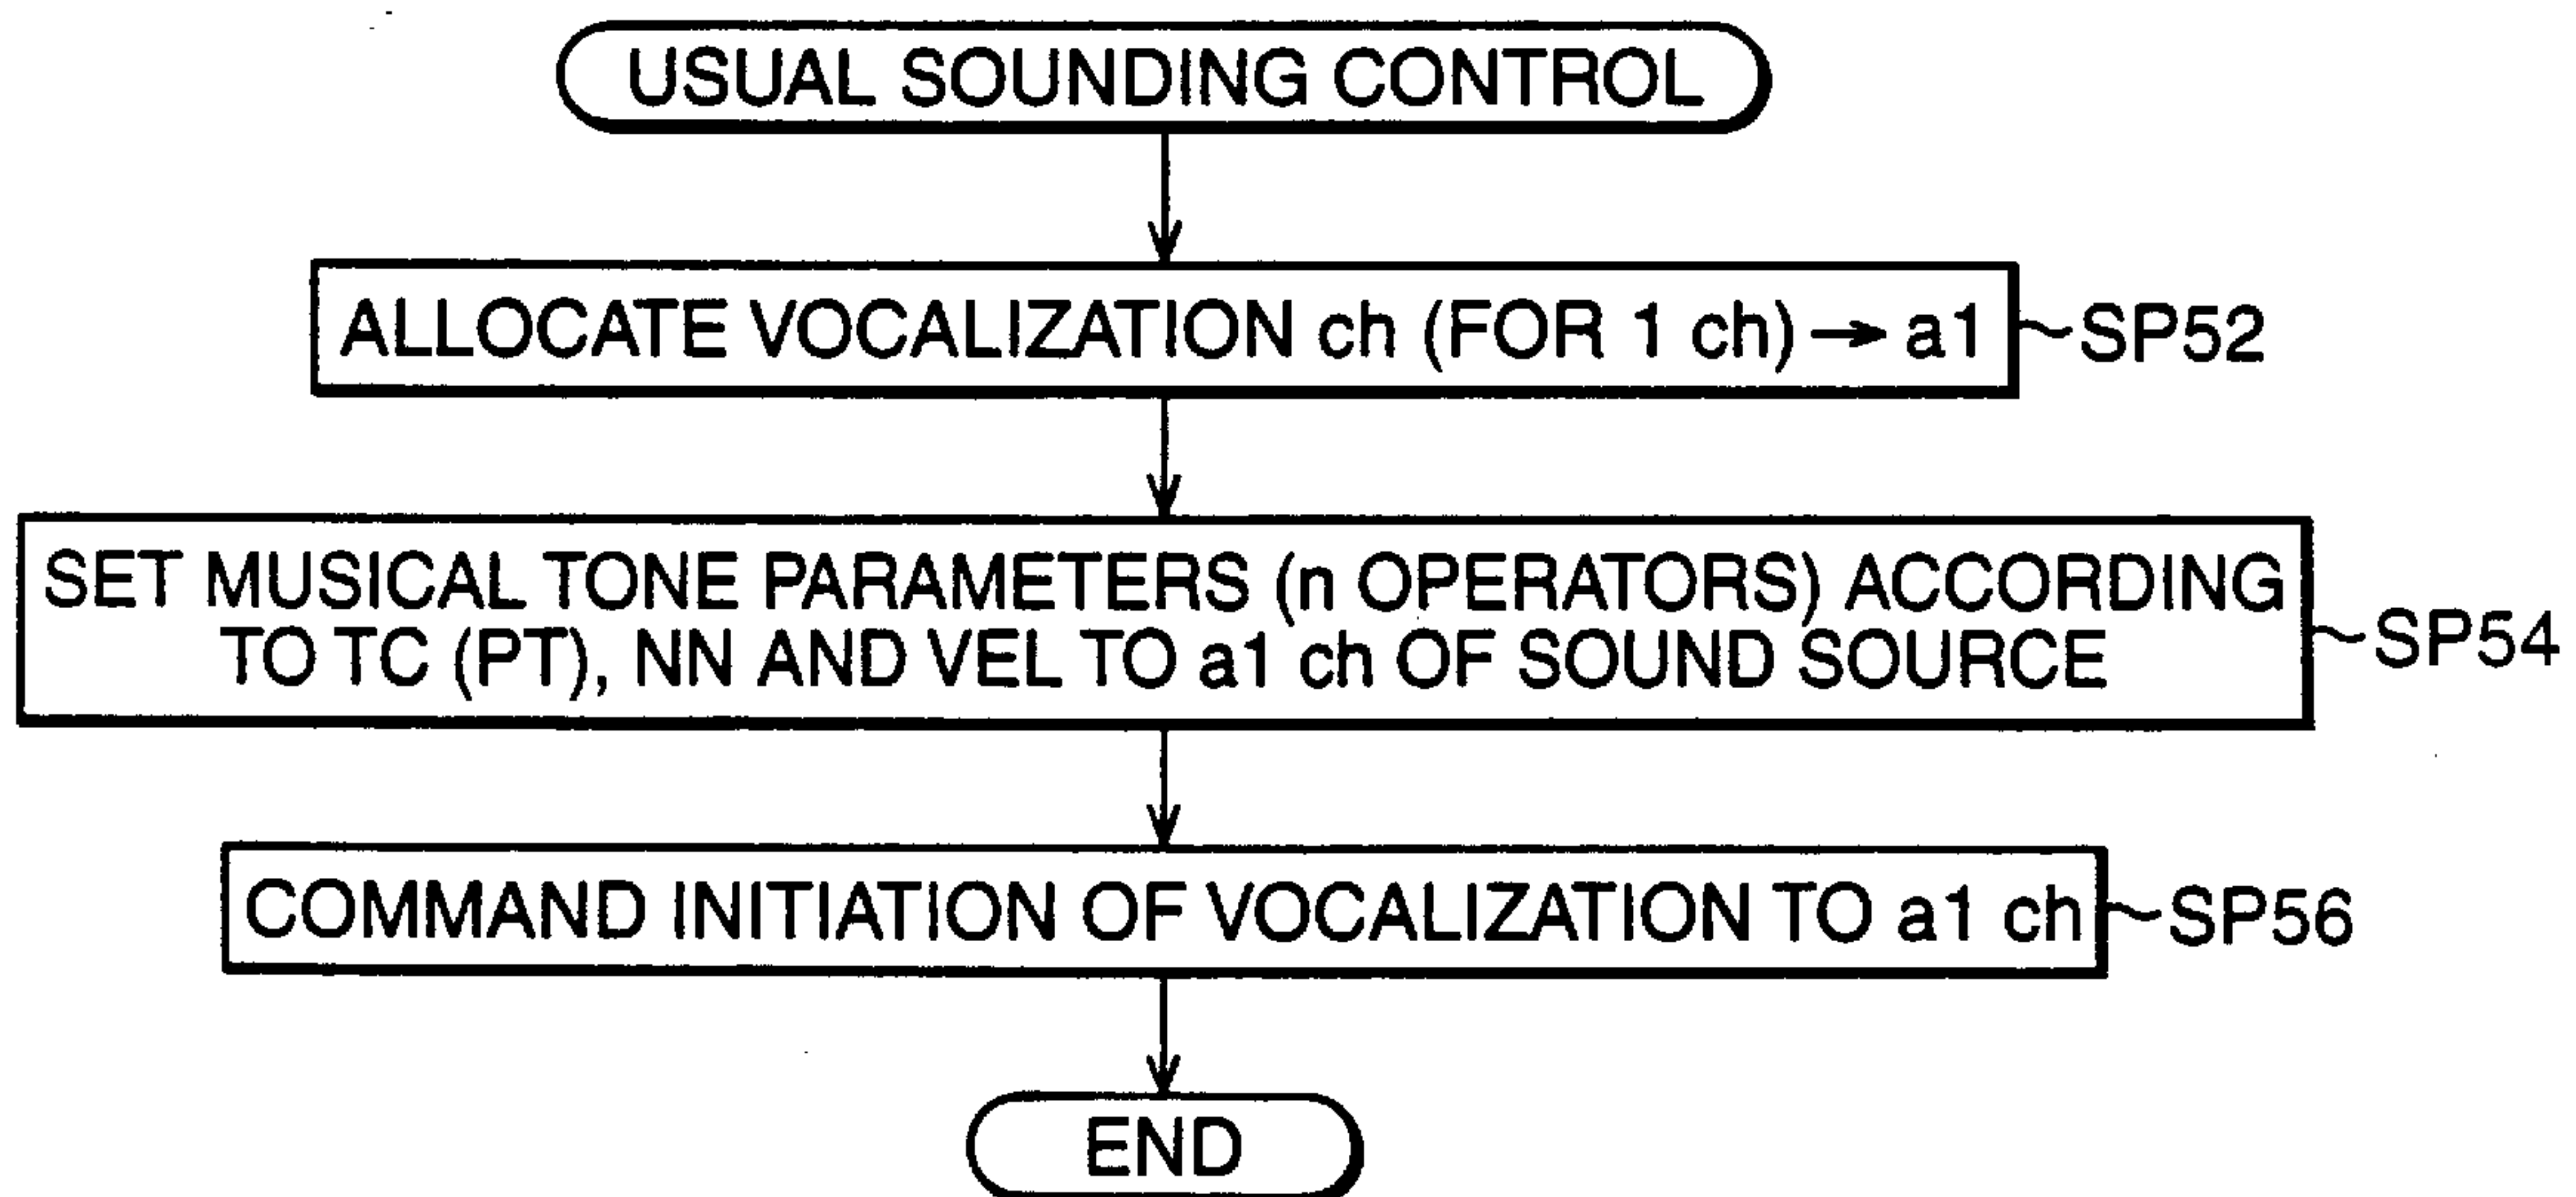 USUAL SOUNDING CONTROL
ALLOCATE VOCALIZATION ch (FOR 1 ch) → a1
SP52
SET MUSICAL TONE PARAMETERS (n OPERATORS) ACCORDING
TO TC (PT), NN AND VEL TO a1 ch OF SOUND SOURCE
SP54
COMMAND INITIATION OF VOCALIZATION TO a1 ch
SP56
END